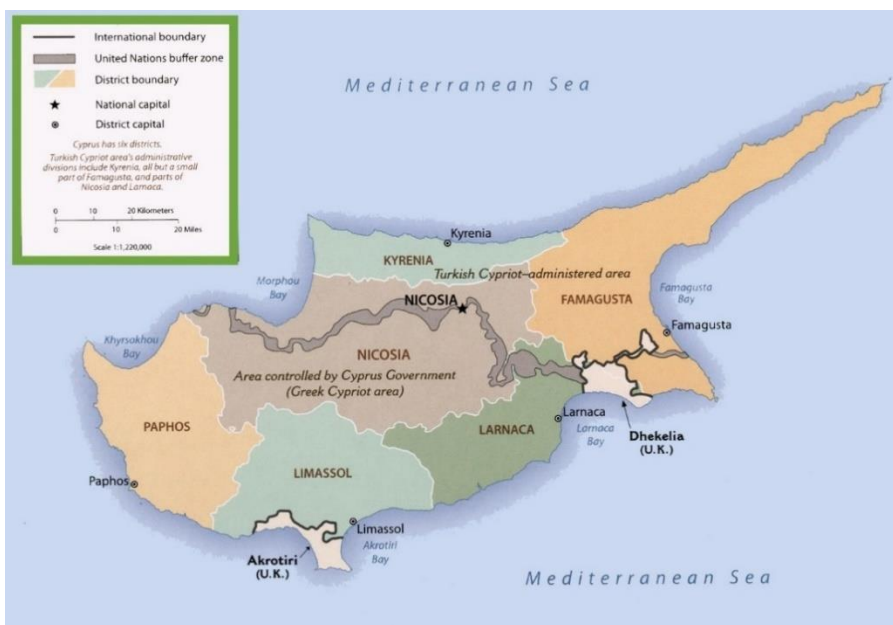 International boundary
United Nations buffer zone
District boundary
National capital
District capital
Cyprus has six districts.
Turkish Cypriot area's administrative
divisions include Kyrenia, all but a small
part of Famagusta, and parts of
Nicosia and Larnaca.
0 10 20 Kilometers
0 10 20 Miles
Scale 1:1,220,000
Mediterranean Sea
Kyrenia
KYRENIA
Turkish Cypriot–administered area
Morphou
Bay
NICOSIA
FAMAGUSTA
Famagusta
Bay
Famagusta
Khrysokhou
Bay
NICOSIA
Area controlled by Cyprus Government
(Greek Cypriot area)
PAPHOS
LARNACA
Larnaca
Larnaca
Bay
Dhekelia
(U.K.)
LIMASSOL
Paphos
Limassol
Akrotiri
Bay
Akrotiri
(U.K.)
Mediterranean Sea